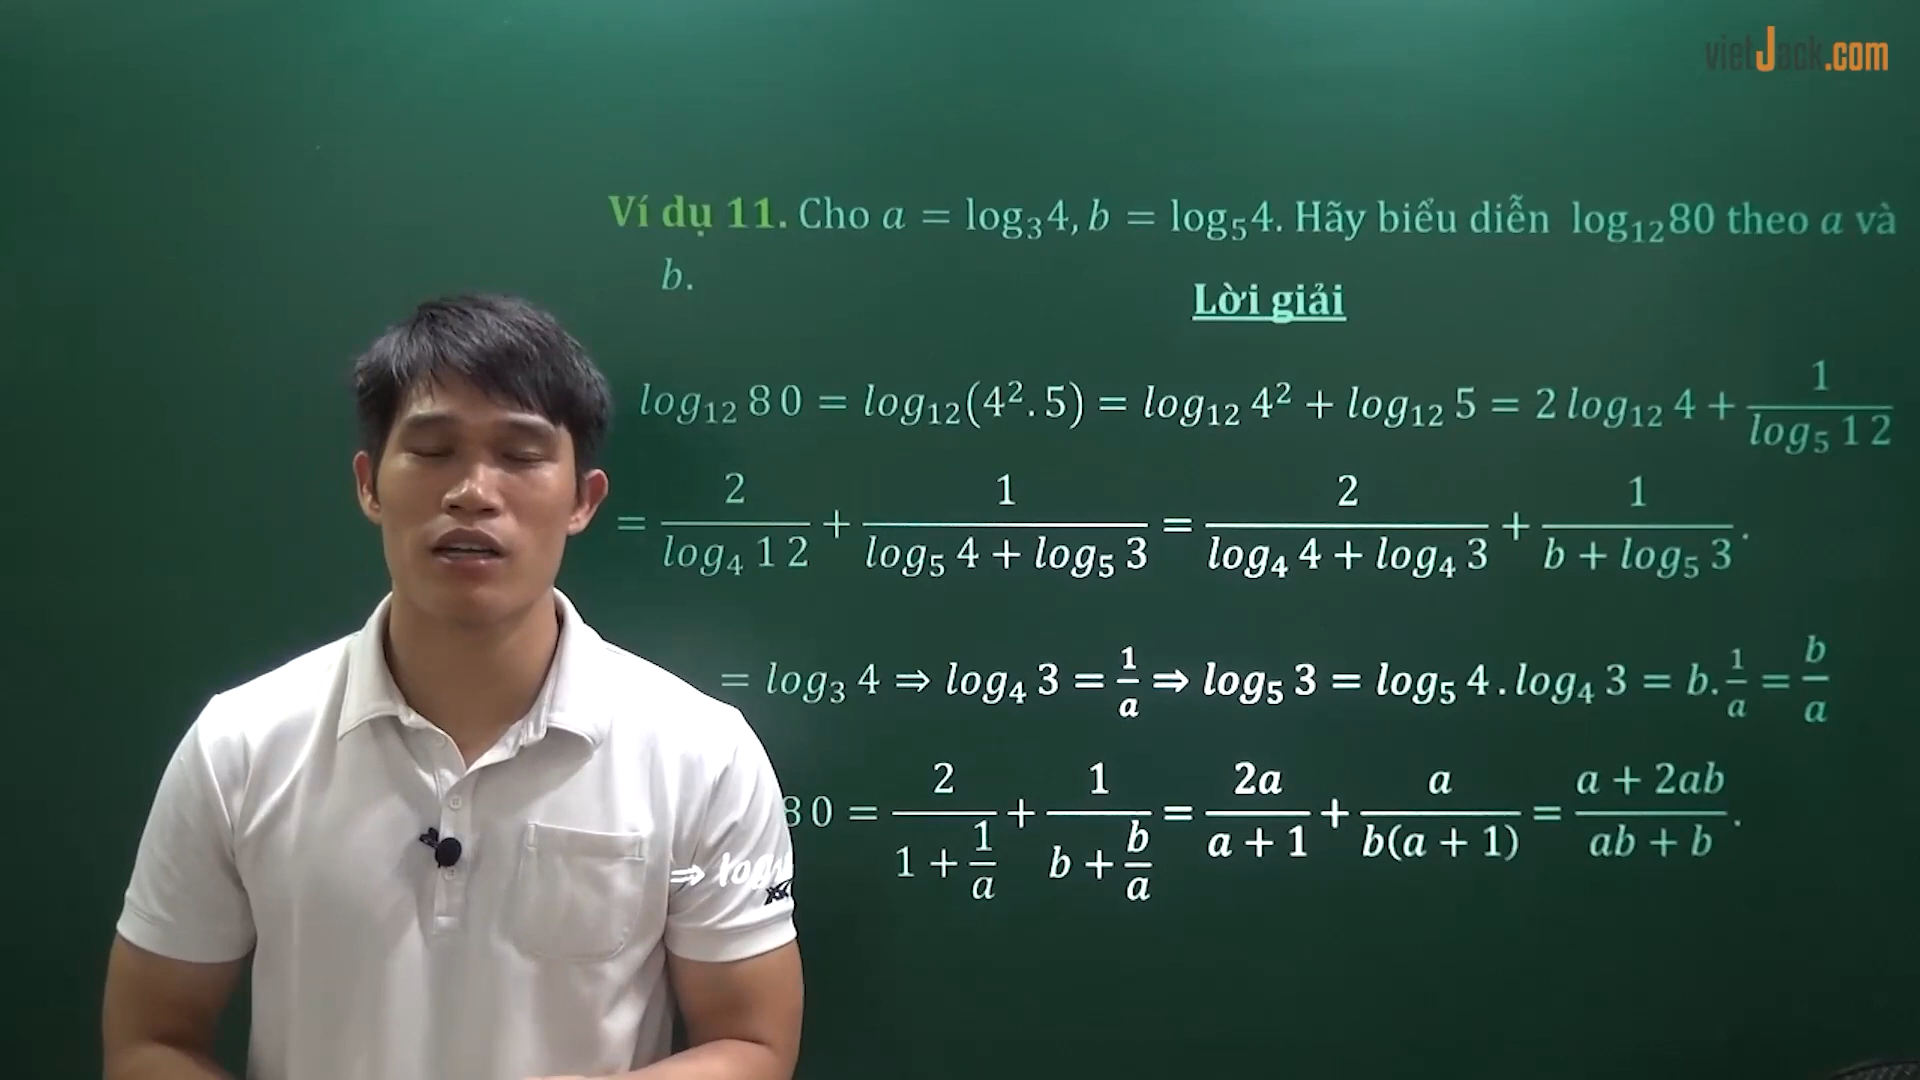 vietJack.com
Ví dụ 11. Cho a = log₃4, b = log₅4. Hãy biểu diễn log₁₂80 theo a và
b.
Lời giải
log₁₂ 80 = log₁₂(4².5) = log₁₂ 4² + log₁₂ 5 = 2 log₁₂ 4 + 1/(log₅ 12)
= 2/(log₄ 12) + 1/(log₅ 4 + log₅ 3) = 2/(log₄ 4 + log₄ 3) + 1/(b + log₅ 3).
= log₃ 4 ⇒ log₄ 3 = 1/a ⇒ log₅ 3 = log₅ 4.log₄ 3 = b.1/a = b/a
⇒ log 80 = 2/(1 + 1/a) + 1/(b + b/a) = 2a/(a + 1) + a/(b(a + 1)) = (a + 2ab)/(ab + b).